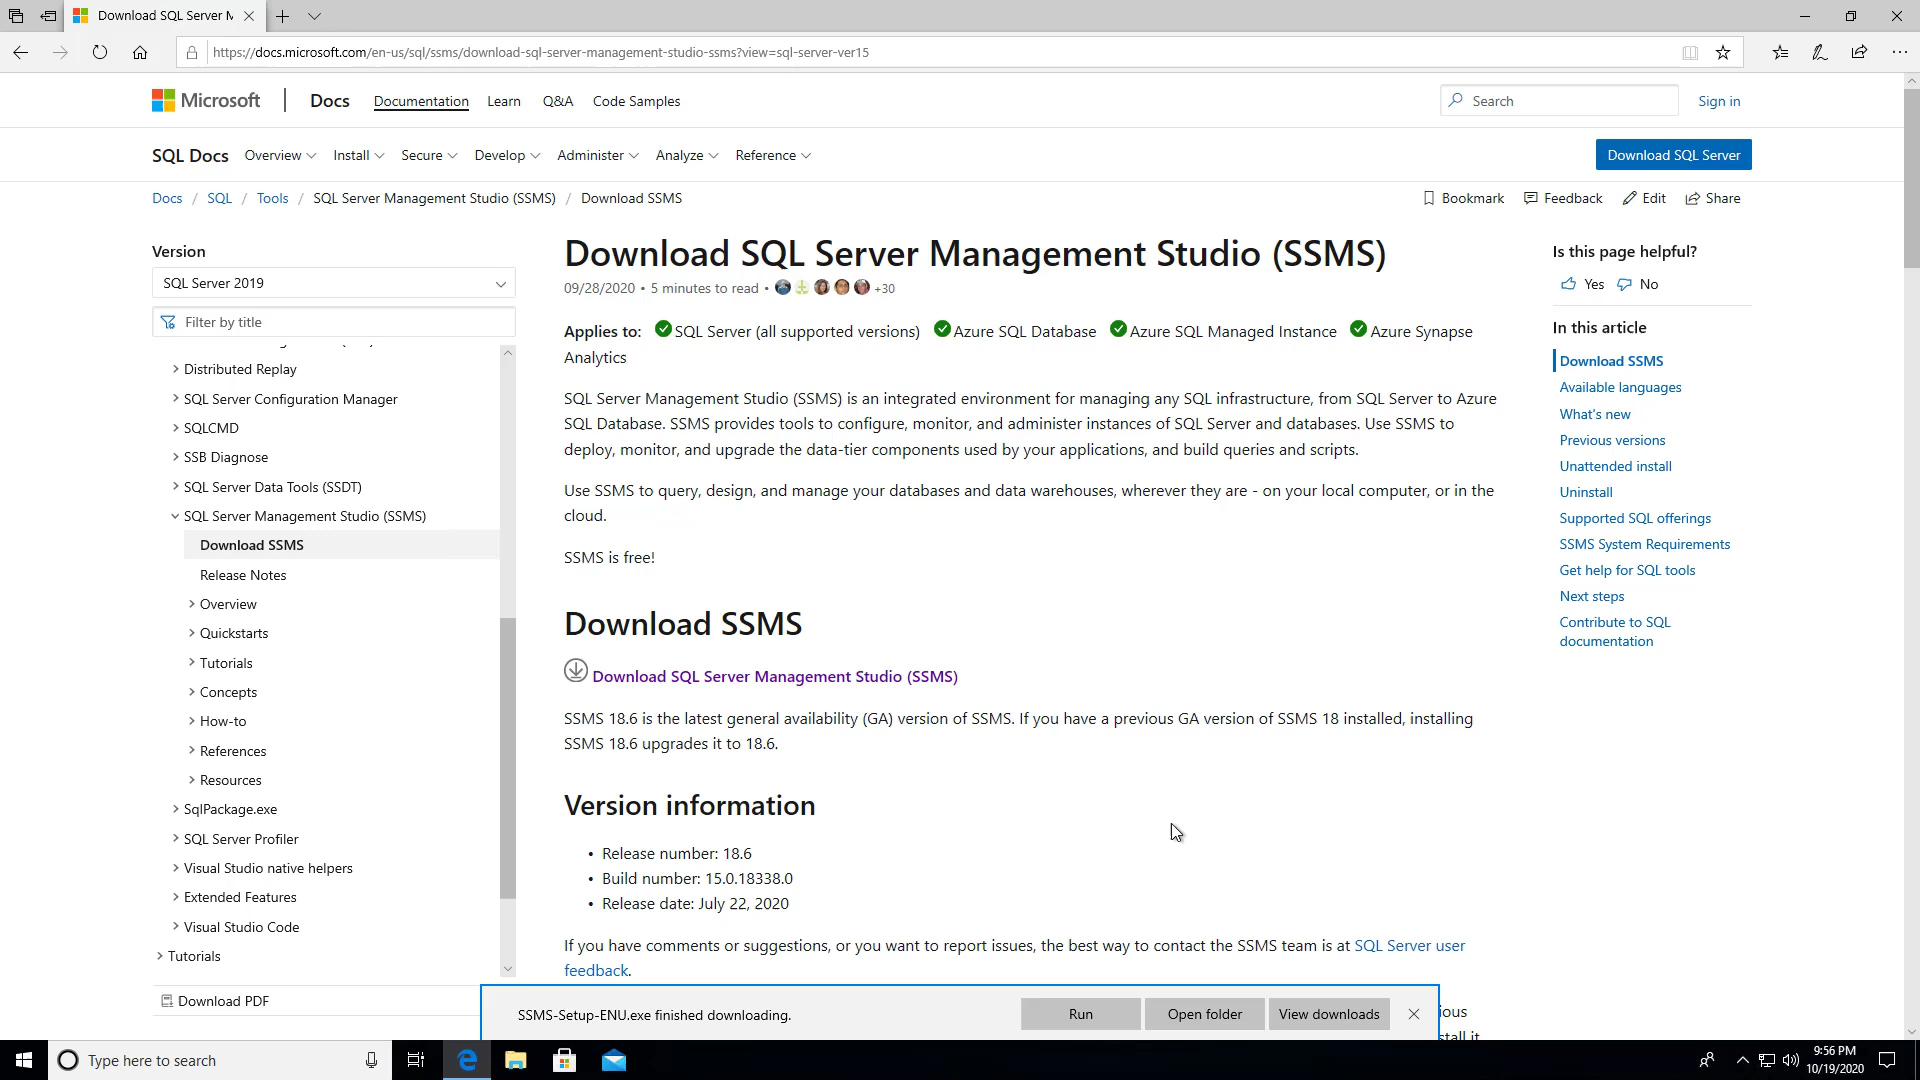 Download SQL Server M
https://docs.microsoft.com/en-us/sql/ssms/download-sql-server-management-studio-ssms?view=sql-server-ver15
Microsoft
Docs
Documentation
Learn
Q&A
Code Samples
Search
Sign in
SQL Docs
Overview
Install
Secure
Develop
Administer
Analyze
Reference
Download SQL Server
Docs / SQL / Tools / SQL Server Management Studio (SSMS) / Download SSMS
Bookmark
Feedback
Edit
Share
Version
SQL Server 2019
Filter by title
Distributed Replay
SQL Server Configuration Manager
SQLCMD
SSB Diagnose
SQL Server Data Tools (SSDT)
SQL Server Management Studio (SSMS)
Download SSMS
Release Notes
Overview
Quickstarts
Tutorials
Concepts
How-to
References
Resources
SqlPackage.exe
SQL Server Profiler
Visual Studio native helpers
Extended Features
Visual Studio Code
Tutorials
Download PDF
Download SQL Server Management Studio (SSMS)
09/28/2020 • 5 minutes to read • +30
Applies to: SQL Server (all supported versions) Azure SQL Database Azure SQL Managed Instance Azure Synapse
Analytics
SQL Server Management Studio (SSMS) is an integrated environment for managing any SQL infrastructure, from SQL Server to Azure
SQL Database. SSMS provides tools to configure, monitor, and administer instances of SQL Server and databases. Use SSMS to
deploy, monitor, and upgrade the data-tier components used by your applications, and build queries and scripts.
Use SSMS to query, design, and manage your databases and data warehouses, wherever they are - on your local computer, or in the
cloud.
SSMS is free!
Download SSMS
Download SQL Server Management Studio (SSMS)
SSMS 18.6 is the latest general availability (GA) version of SSMS. If you have a previous GA version of SSMS 18 installed, installing
SSMS 18.6 upgrades it to 18.6.
Version information
• Release number: 18.6
• Build number: 15.0.18338.0
• Release date: July 22, 2020
If you have comments or suggestions, or you want to report issues, the best way to contact the SSMS team is at SQL Server user
feedback.
ious
stall it
Is this page helpful?
Yes
No
In this article
Download SSMS
Available languages
What's new
Previous versions
Unattended install
Uninstall
Supported SQL offerings
SSMS System Requirements
Get help for SQL tools
Next steps
Contribute to SQL
documentation
SSMS-Setup-ENU.exe finished downloading.
Run
Open folder
View downloads
Type here to search
9:56 PM
10/19/2020